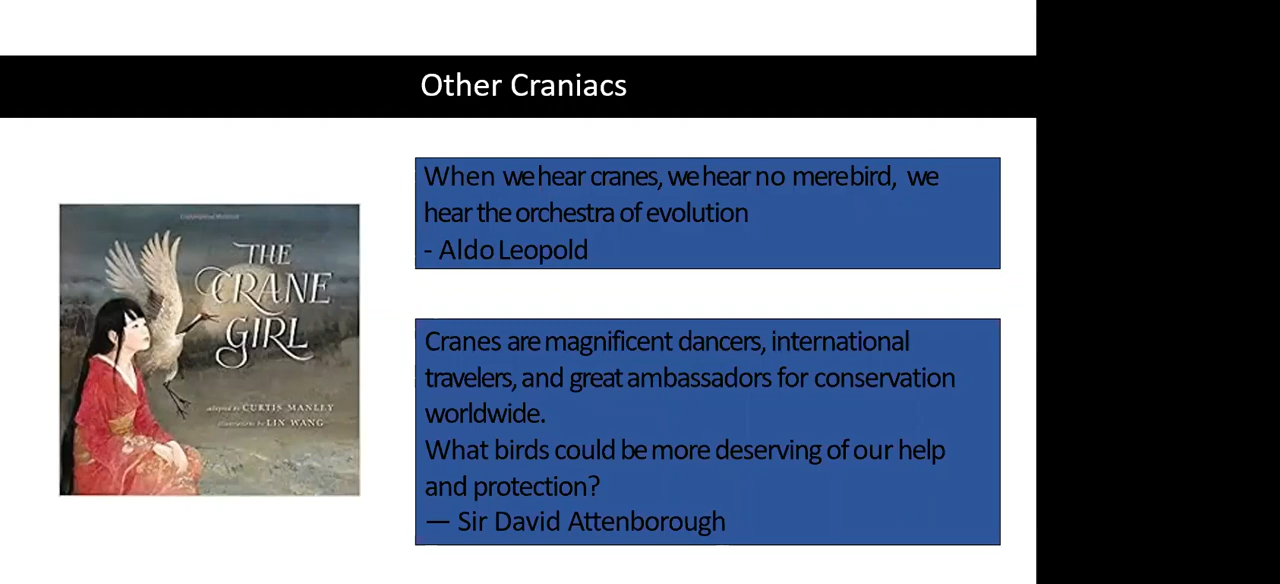 Other Craniacs
When we hear cranes, we hear no mere bird, we
hear the orchestra of evolution
- Aldo Leopold
THE
CRANE
GIRL
adapted by CURTIS MANLEY
illustrations by LIN WANG
Cranes are magnificent dancers, international
travelers, and great ambassadors for conservation
worldwide.
What birds could be more deserving of our help
and protection?
— Sir David Attenborough